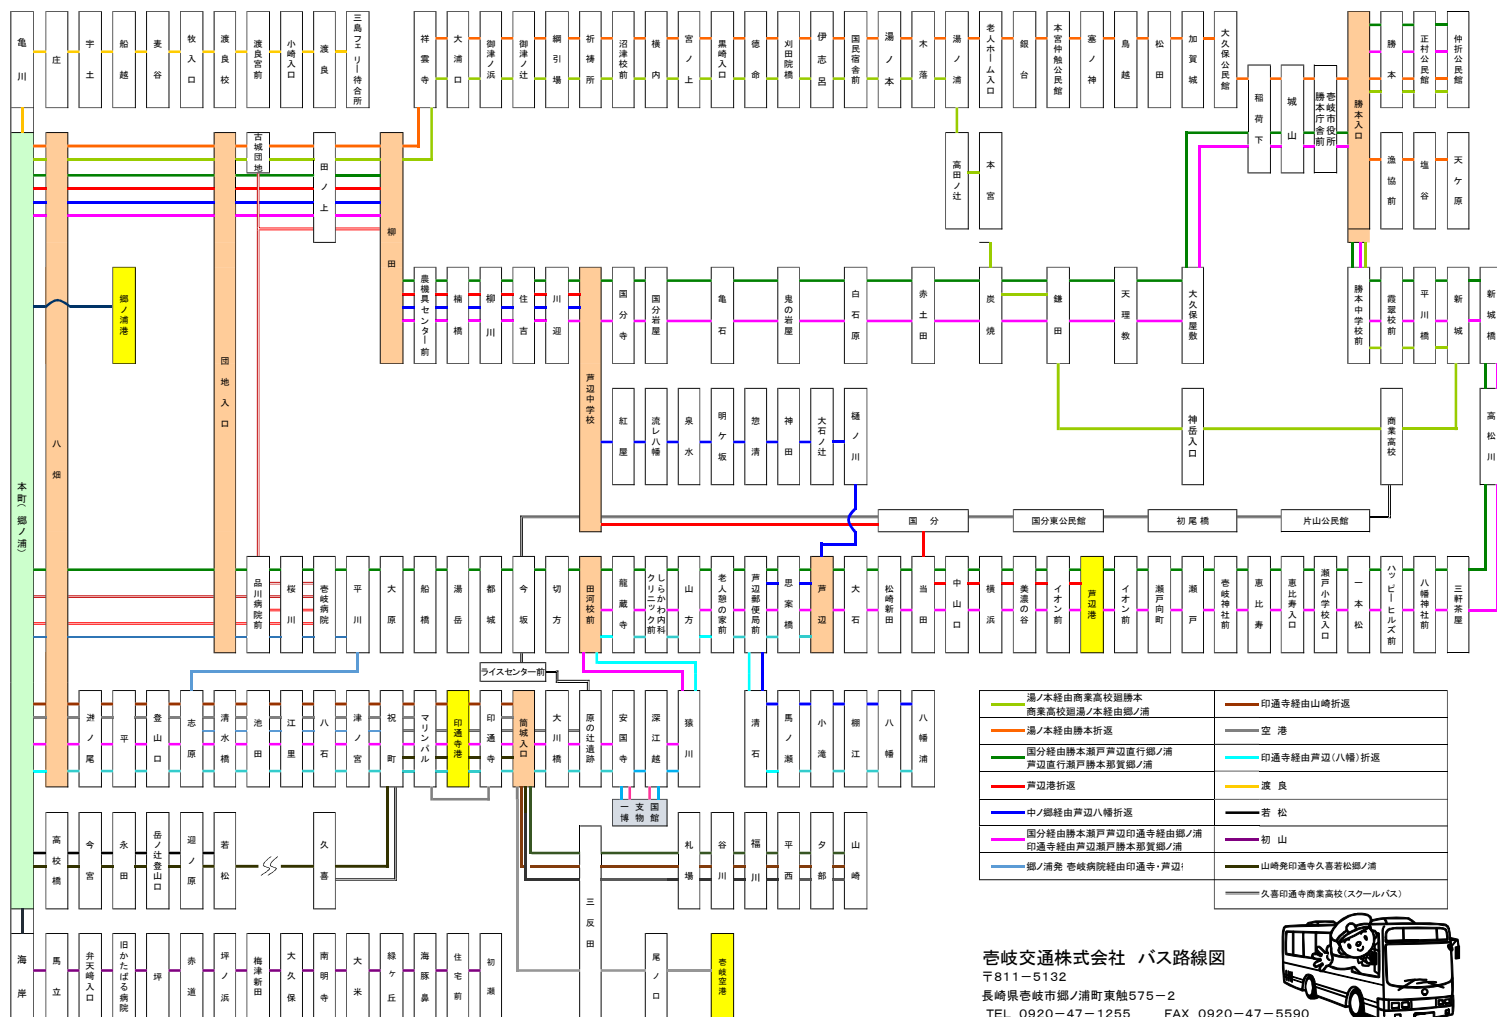 亀川
庄
宇土
船越
麦谷
牧入口
渡良校
渡良宮前
小崎入口
渡良
三島フェリー待合所
祥雲寺
大浦口
御津ノ浜
御津ノ辻
綱引場
祈祷所
沼津校前
横内
宮ノ上
黒崎入口
徳命
刈田院橋
伊志呂
国民宿舎前
湯ノ本
木落
湯ノ浦
老人ホーム入口
銀台
本宮仲触公民館
塞ノ神
鳥越
松田
加賀城
大久保公民館
稲荷下
城山
壱岐市役所
勝本庁舎前
勝本入口
勝本
正村公民館
仲折公民館
本町(郷ノ浦)
八畑
団地入口
古城団地
田ノ上
柳田
高田ノ辻
本宮
漁協前
塩谷
天ケ原
郷ノ浦港
農機具センター前
楠橋
柳川
住吉
川迎
芦辺中学校
国分寺
国分岩屋
亀石
鬼の岩屋
白石原
赤土田
炭焼
鎌田
天理教
大久保屋敷
勝本中学校前
霞翠校前
平川橋
新城
新城橋
紅屋
流レ八幡
泉水
明ケ坂
惣清
神田
大石ノ辻
樋ノ川
神岳入口
商業高校
高松川
国分
国分東公民館
初尾橋
片山公民館
品川病院前
桜川
壱岐病院
平川
大原
船橋
湯岳
都城
今坂
切方
田河校前
龍蔵寺
しらかわ内科
クリニック前
山方
老人憩の家前
芦辺郵便局前
思案橋
芦辺
大石
松崎新田
当田
中山口
横浜
美濃の谷
イオン前
芦辺港
イオン前
瀬戸向町
瀬戸
壱岐神社前
恵比寿
恵比寿入口
瀬戸小学校入口
一本松
ハッピーヒルズ前
八幡神社前
三軒茶屋
ライスセンター前
平
登山口
志原
清水橋
池田
江里
八石
津ノ宮
祝町
マリンパル
印通寺港
印通寺
筒城入口
大川橋
原の辻遺跡
安国寺
深江越
猿川
清石
馬ノ瀬
小滝
棚江
八幡
八幡浦
一支国
博物館
高校橋
今宮
永田
岳ノ辻登山口
迎ノ原
若松
久喜
三反田
札場
谷川
福川
平西
夕部
山崎
海岸
馬立
弁天崎入口
旧かたばる病院
坪
赤道
坪ノ浜
梅津新田
大久保
南明寺
大米
緑ヶ丘
海豚鼻
住宅前
初瀬
尾ノ口
壱岐空港
湯ノ本経由商業高校廻勝本
商業高校廻湯ノ本経由郷ノ浦
湯ノ本経由勝本折返
国分経由勝本瀬戸芦辺直行郷ノ浦
芦辺直行瀬戸勝本那賀郷ノ浦
芦辺港折返
中ノ郷経由芦辺八幡折返
国分経由勝本瀬戸芦辺印通寺経由郷ノ浦
印通寺経由芦辺瀬戸勝本那賀郷ノ浦
郷ノ浦発 壱岐病院経由印通寺・芦辺
印通寺経由山崎折返
空港
印通寺経由芦辺(八幡)折返
渡良
若松
初山
山崎発印通寺久喜若松郷ノ浦
久喜印通寺商業高校(スクールバス)
壱岐交通株式会社 バス路線図
〒811-5132
長崎県壱岐市郷ノ浦町東触575-2
TEL 0920-47-1255 FAX 0920-47-5590